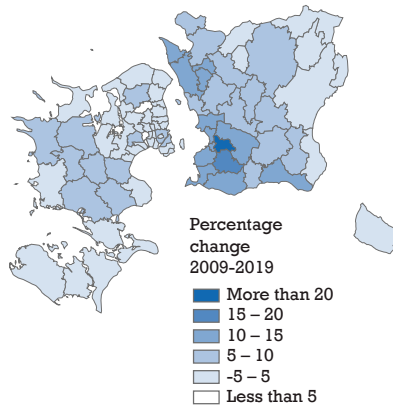 Percentage
change
2009-2019
More than 20
15 – 20
10 – 15
5 – 10
-5 – 5
Less than 5